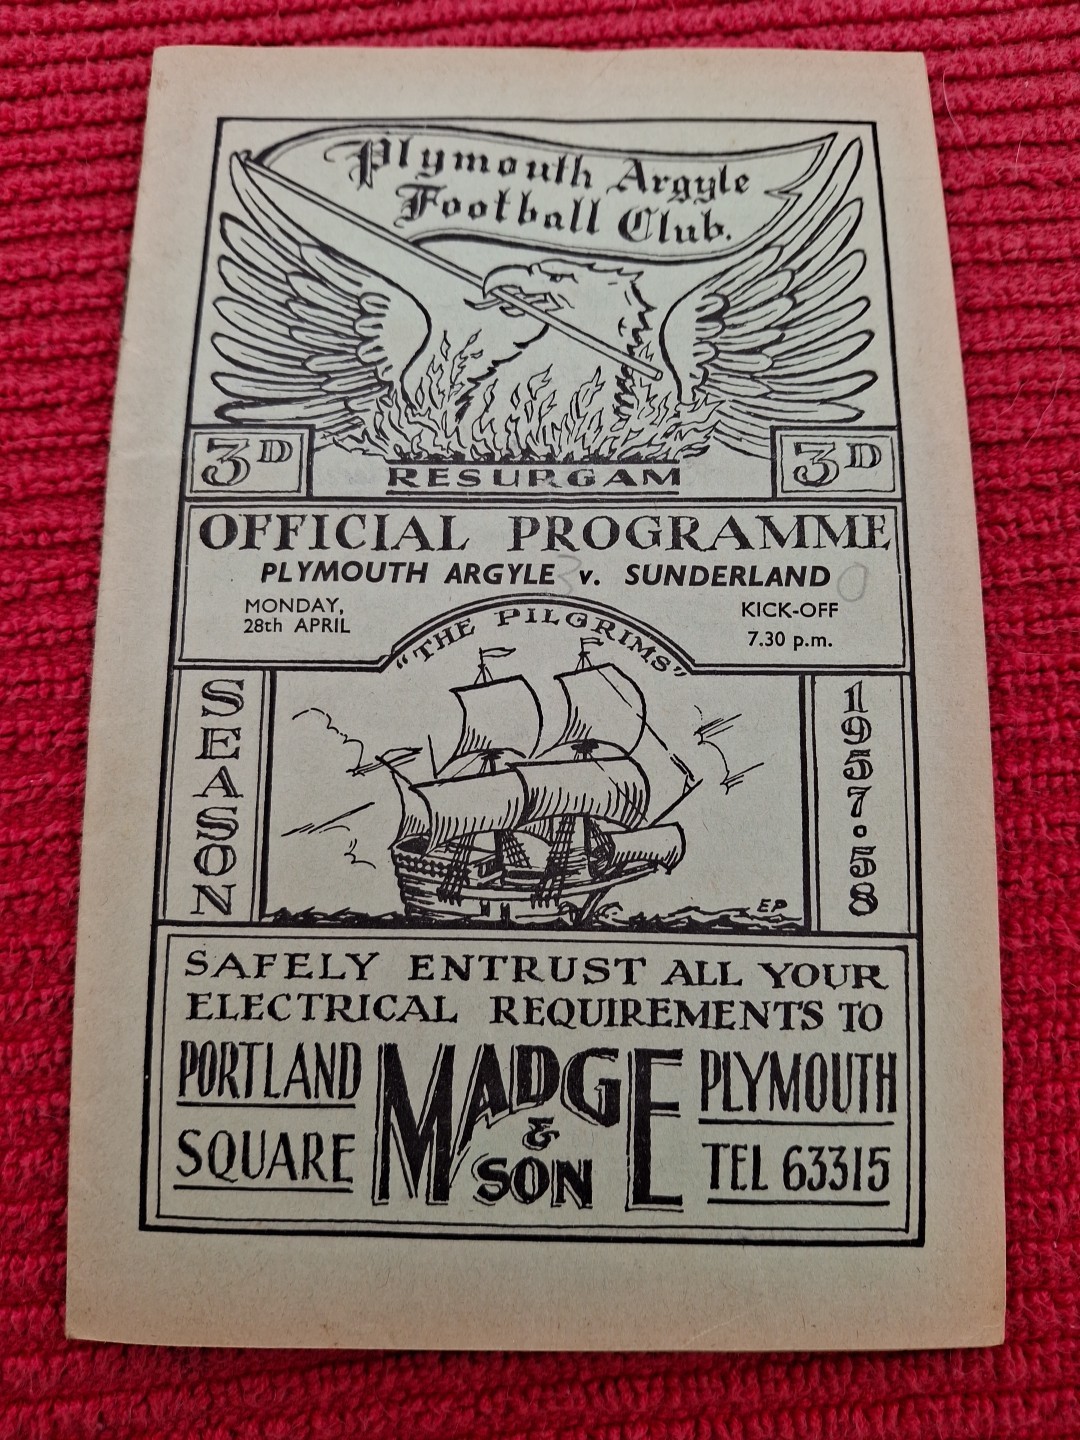 Plymouth Argyle
Football Club.
3D
3D
RESURGAM
OFFICIAL PROGRAMME
PLYMOUTH ARGYLE 3 v. SUNDERLAND 0
MONDAY,
28th APRIL
KICK-OFF
7.30 p.m.
"THE PILGRIMS"
SEASON
1957·58
EP
SAFELY ENTRUST ALL YOUR
ELECTRICAL REQUIREMENTS TO
PORTLAND
SQUARE
MADGE
&
SON
PLYMOUTH
TEL 63315